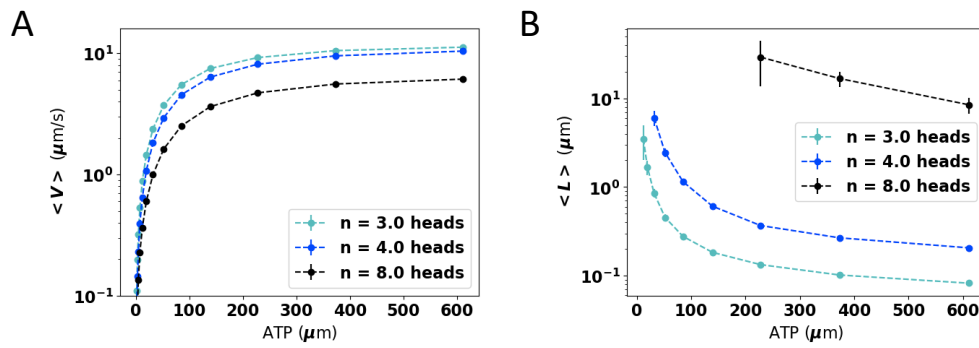 A
10¹
10⁰
10⁻¹
< V > (μm/s)
n = 3.0 heads
n = 4.0 heads
n = 8.0 heads
0 100 200 300 400 500 600
ATP (μm)
B
10¹
10⁰
10⁻¹
< L > (μm)
n = 3.0 heads
n = 4.0 heads
n = 8.0 heads
0 100 200 300 400 500 600
ATP (μm)